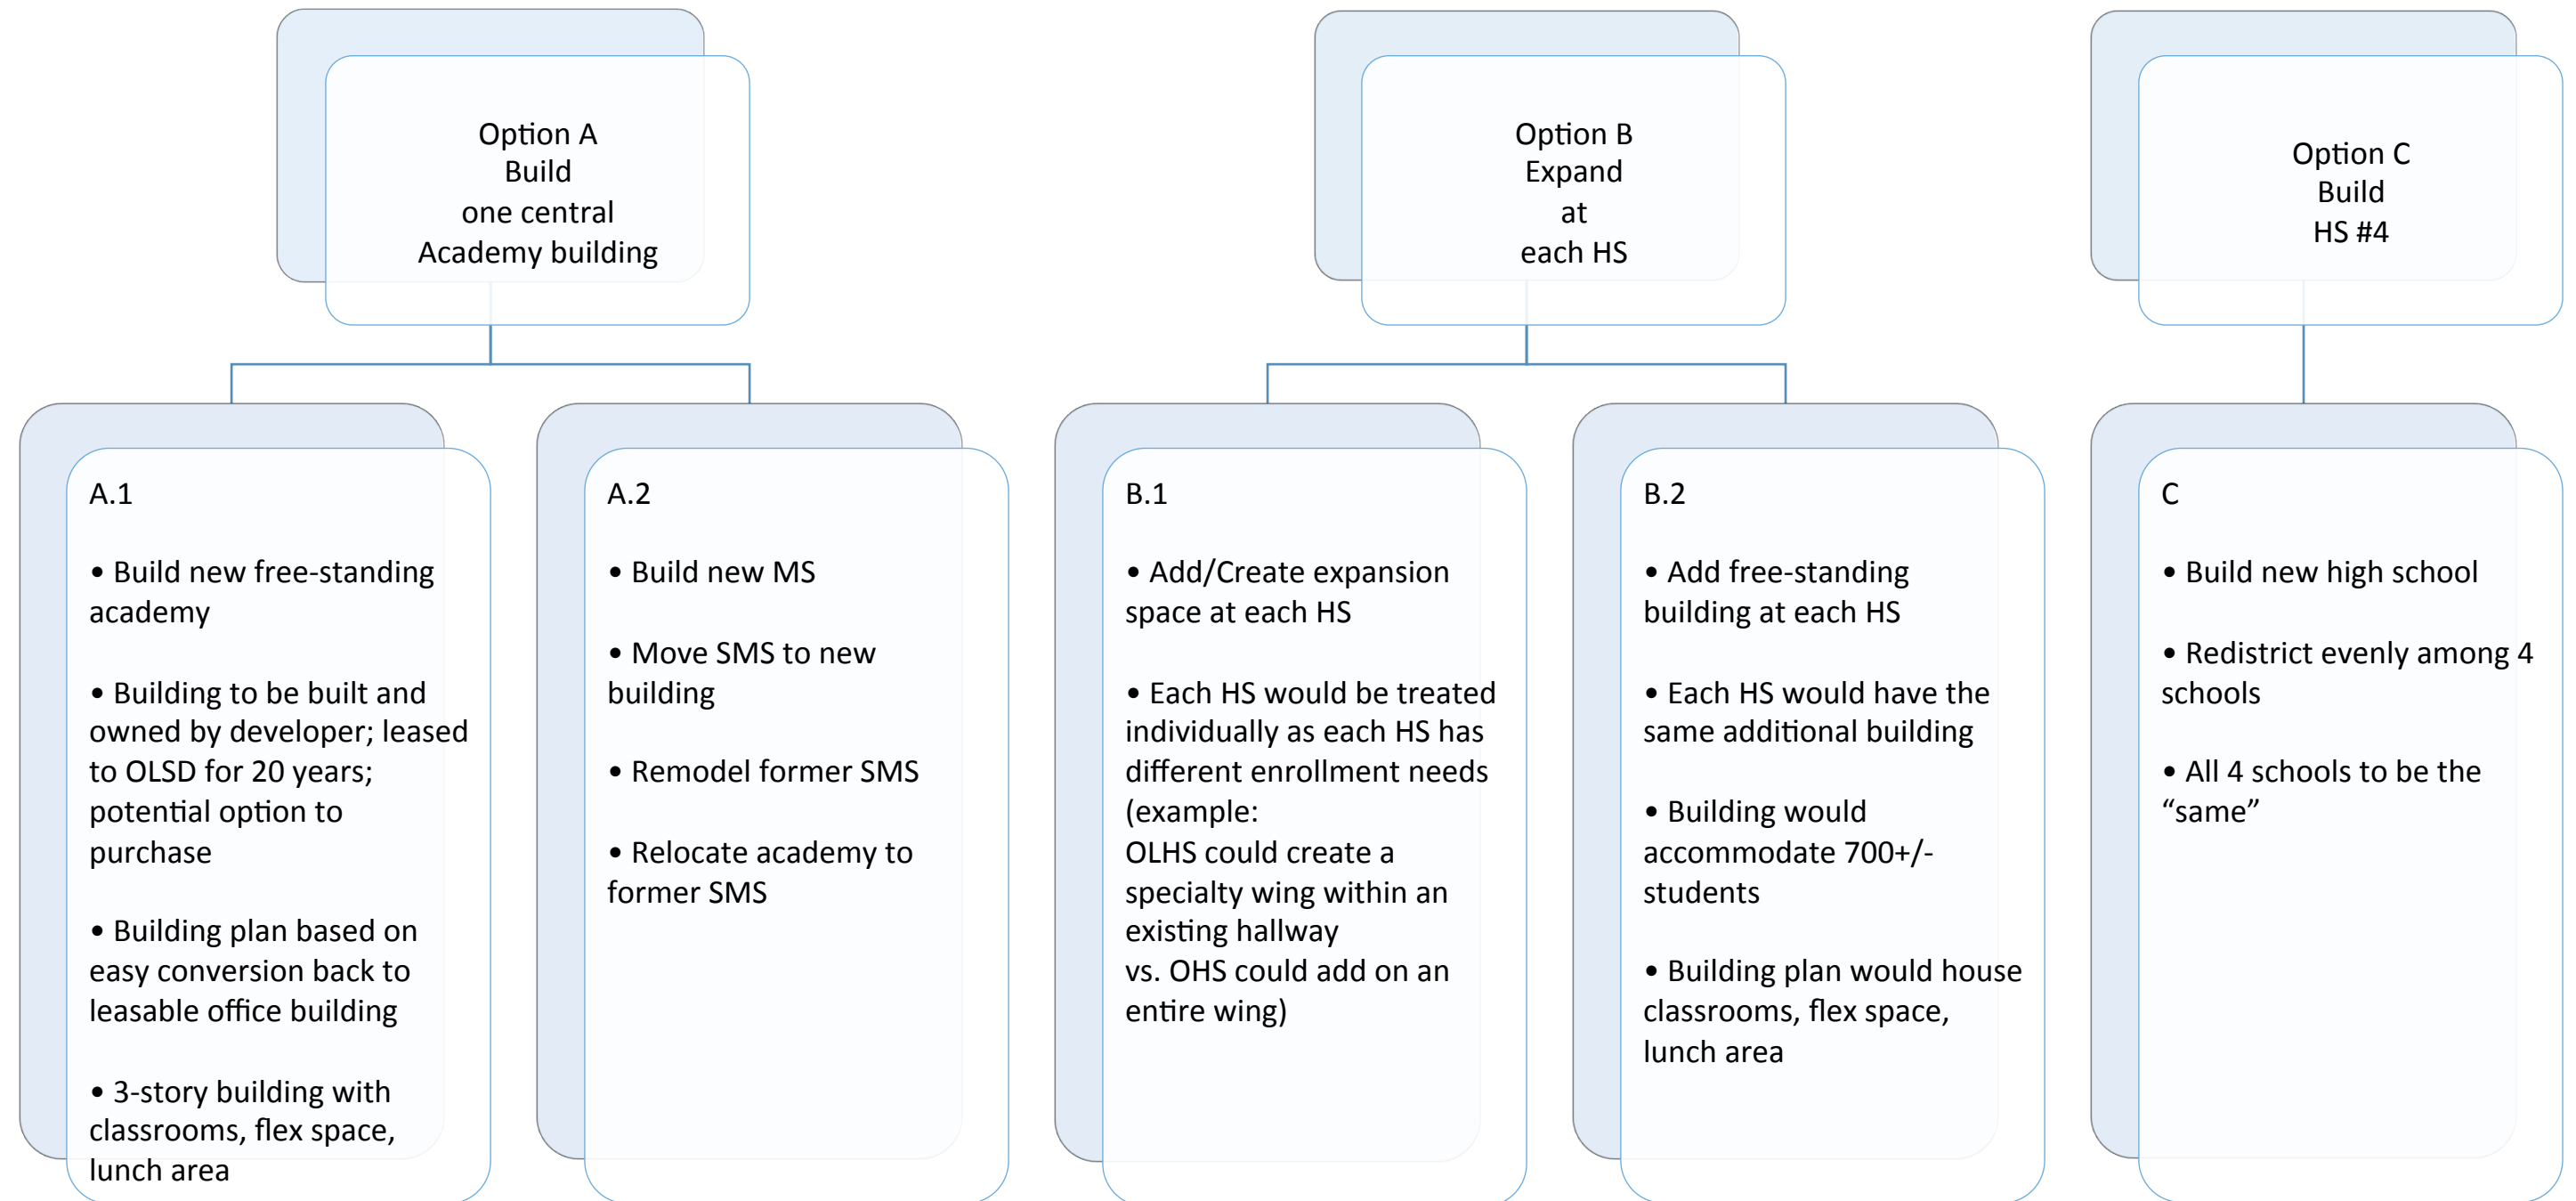 Option A
Build
one central
Academy building
Option B
Expand
at
each HS
Option C
Build
HS #4
A.1
• Build new free-standing
academy
• Building to be built and
owned by developer; leased
to OLSD for 20 years;
potential option to
purchase
• Building plan based on
easy conversion back to
leasable office building
• 3-story building with
classrooms, flex space,
lunch area
A.2
• Build new MS
• Move SMS to new
building
• Remodel former SMS
• Relocate academy to
former SMS
B.1
• Add/Create expansion
space at each HS
• Each HS would be treated
individually as each HS has
different enrollment needs
(example:
OLHS could create a
specialty wing within an
existing hallway
vs. OHS could add on an
entire wing)
B.2
• Add free-standing
building at each HS
• Each HS would have the
same additional building
• Building would
accommodate 700+/-
students
• Building plan would house
classrooms, flex space,
lunch area
C
• Build new high school
• Redistrict evenly among 4
schools
• All 4 schools to be the
“same”